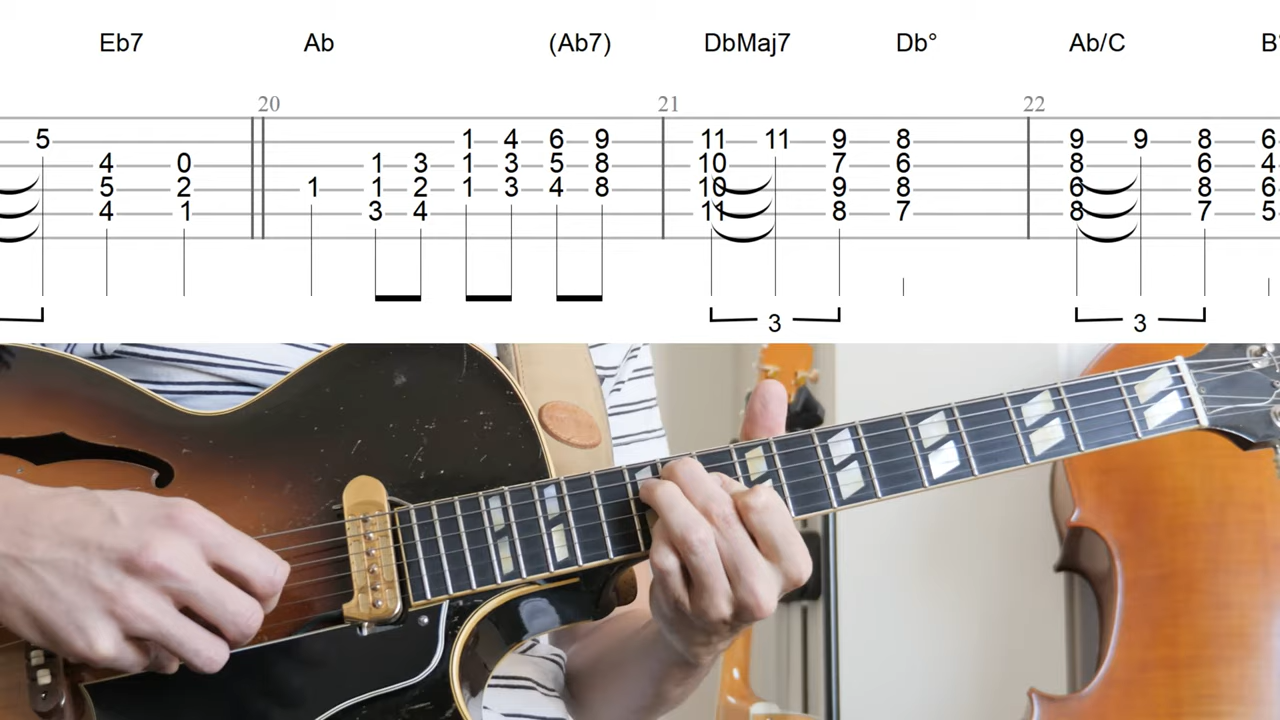 Eb7 Ab (Ab7) DbMaj7 Db° Ab/C B°
20 21 22
5 1 4 6 9 11 11 9 8 9 9 8 6
4 0 1 3 1 3 5 8 10 7 6 8 6 4
5 2 1 1 2 1 3 4 8 10 9 8 6 8 6
4 1 3 4 11 8 7 8 7 5
3 3